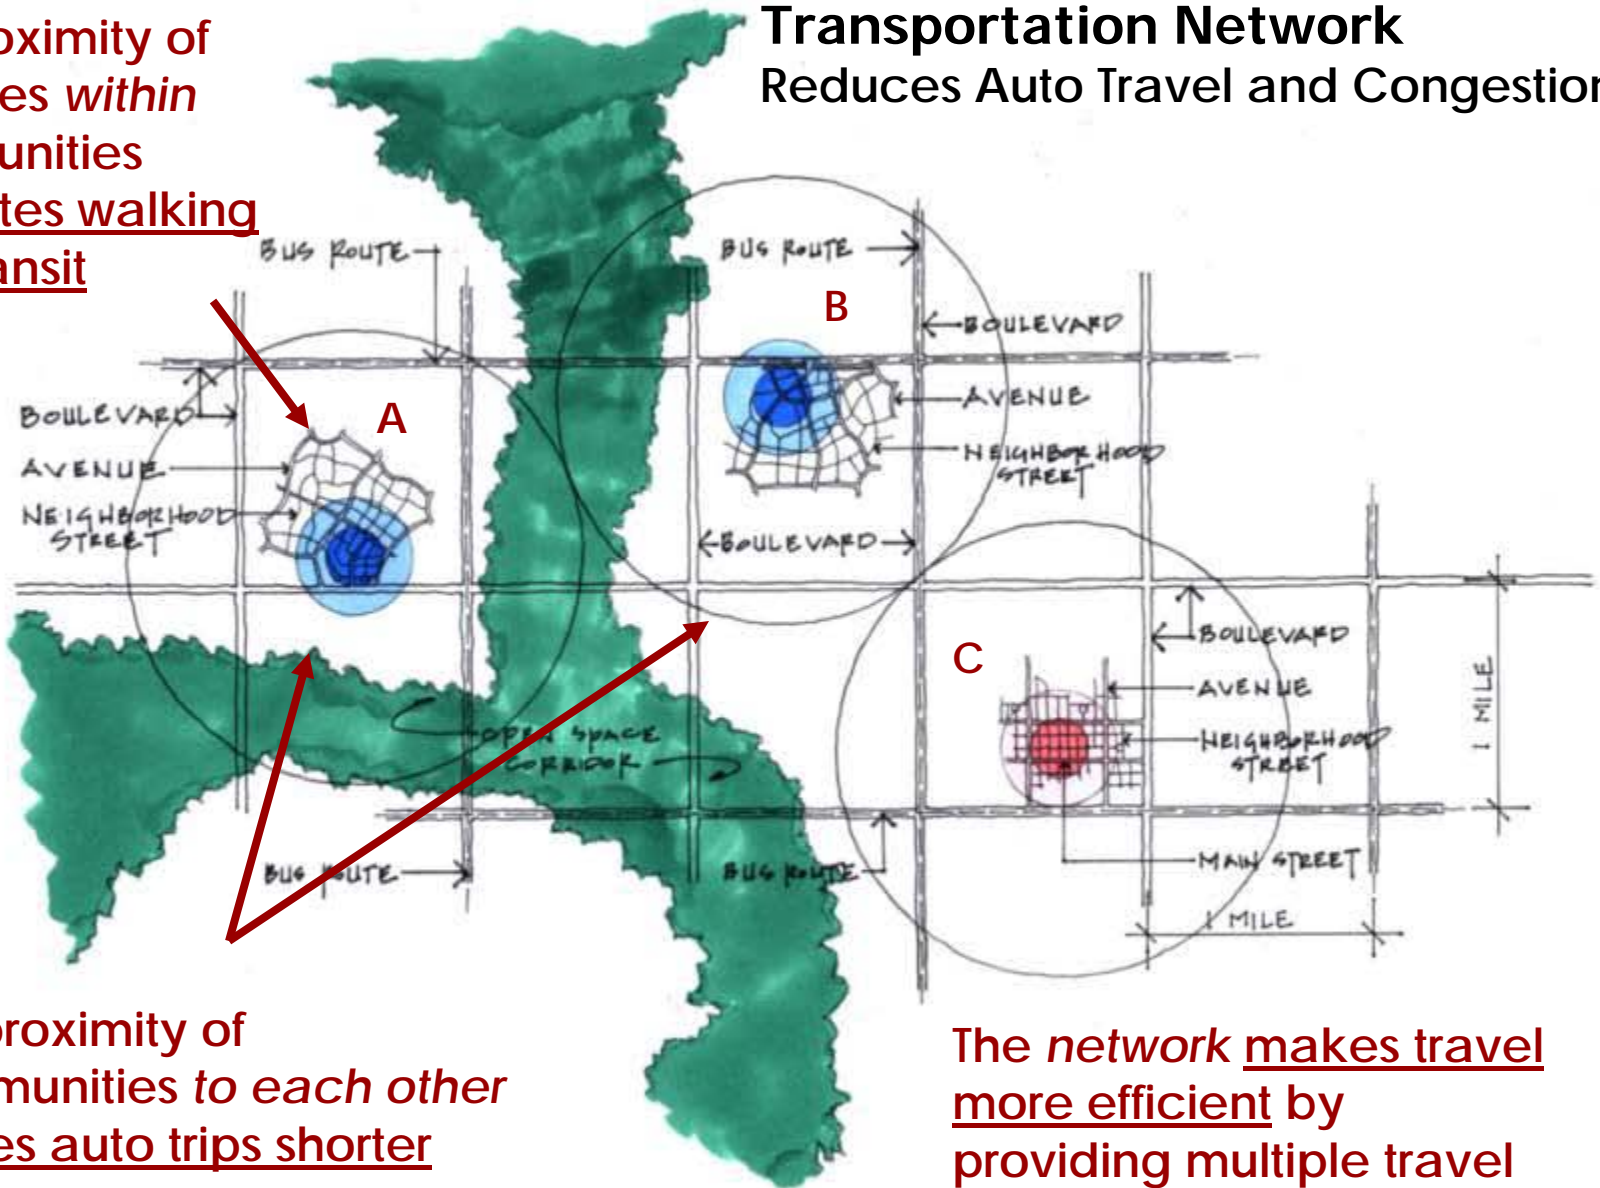 Transportation Network
Reduces Auto Travel and Congestion
oximity of
es within
unities
tes walking
ansit
BUS ROUTE
BUS ROUTE
B
BOULEVARD
A
BOULEVARD
AVENUE
AVENUE
NEIGHBORHOOD
STREET
NEIGHBORHOOD
STREET
BOULEVARD
C
BOULEVARD
AVENUE
NEIGHBORHOOD
STREET
1 MILE
OPEN SPACE
CORRIDOR
BUS ROUTE
BUS ROUTE
MAIN STREET
1 MILE
proximity of
munities to each other
es auto trips shorter
The network makes travel
more efficient by
providing multiple travel